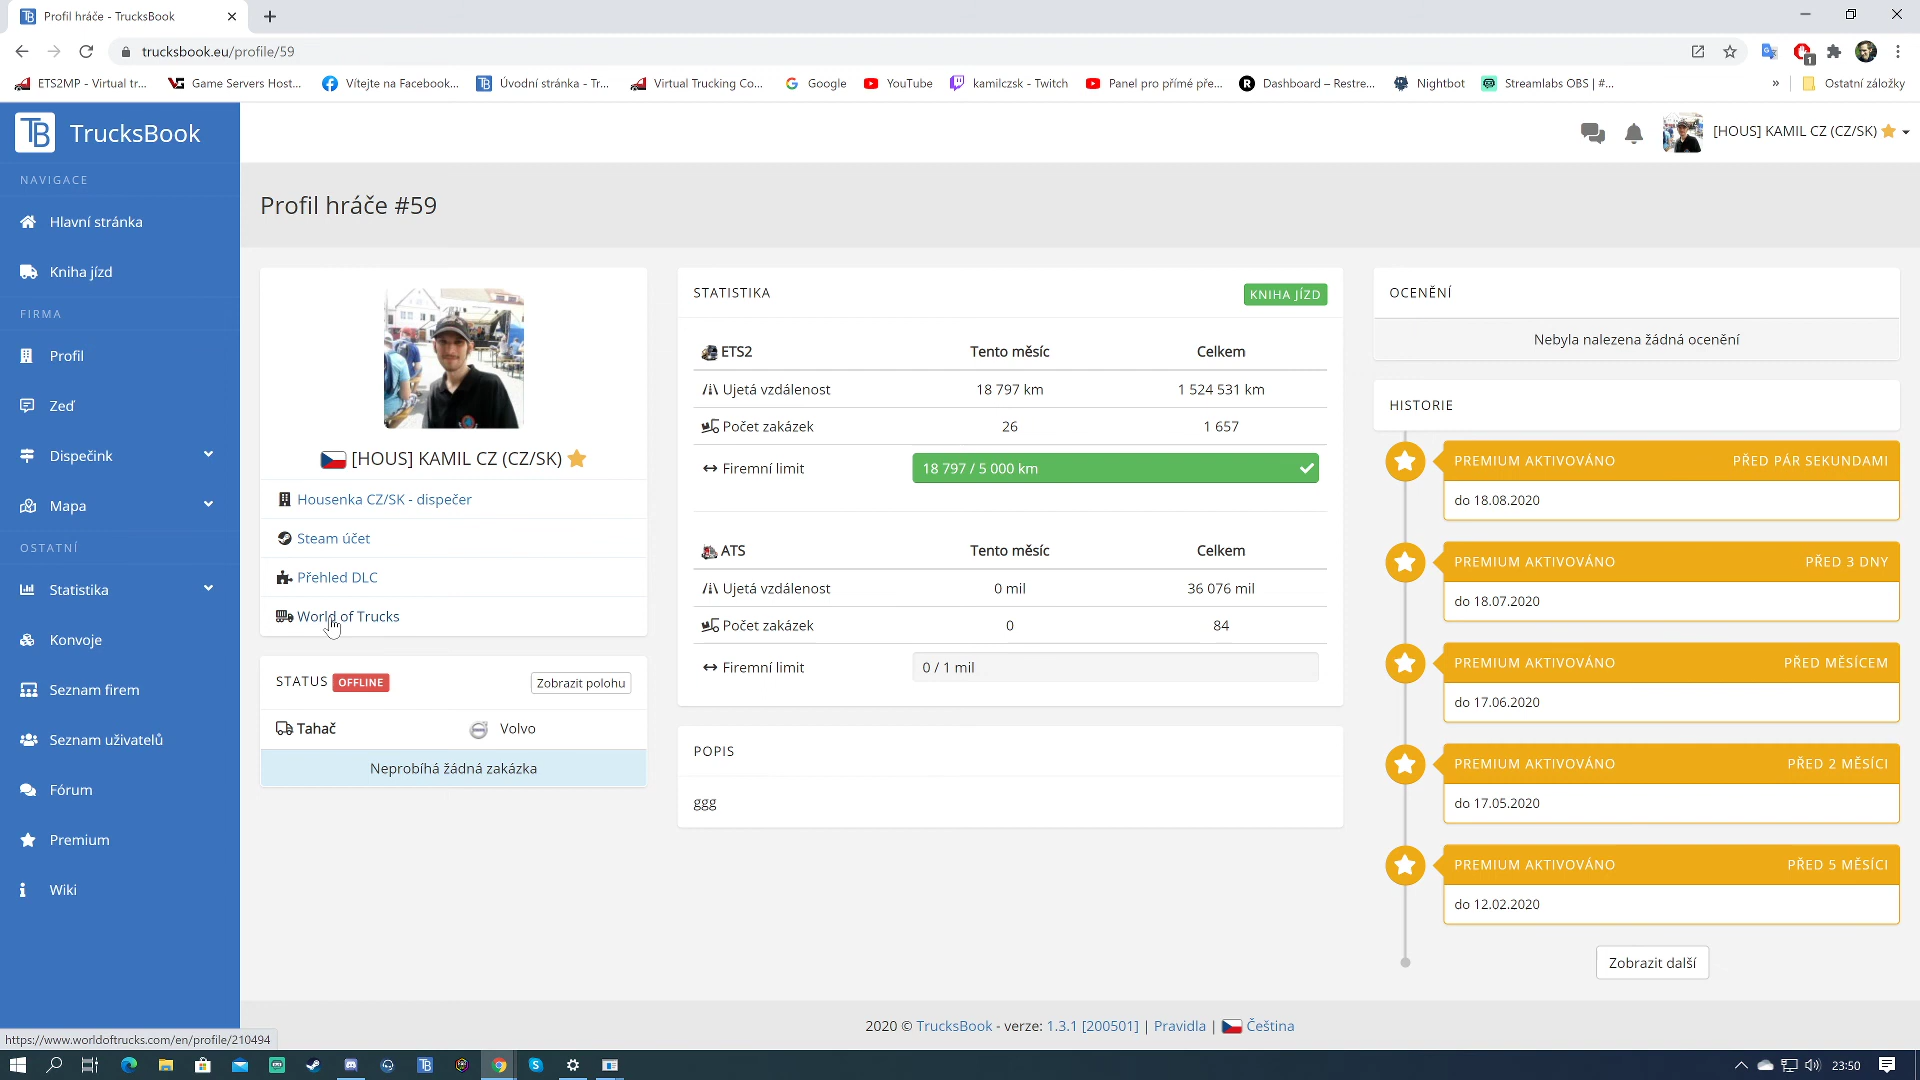 Profil hráče - TrucksBook
trucksbook.eu/profile/59
1
ETS2MP - Virtual tr...
Game Servers Host...
Vítejte na Facebook...
Úvodní stránka - Tr...
Virtual Trucking Co...
Google
YouTube
kamilczsk - Twitch
Panel pro přímé pře...
Dashboard – Restre...
Nightbot
Streamlabs OBS | #...
»
Ostatní záložky
TB TrucksBook
[HOUS] KAMIL CZ (CZ/SK)
NAVIGACE
Hlavní stránka
Kniha jízd
FIRMA
Profil
Zeď
Dispečink
Mapa
OSTATNÍ
Statistika
Konvoje
Seznam firem
Seznam uživatelů
Fórum
Premium
Wiki
Profil hráče #59
[HOUS] KAMIL CZ (CZ/SK)
Housenka CZ/SK - dispečer
Steam účet
Přehled DLC
World of Trucks
STATUS OFFLINE
Zobrazit polohu
Tahač Volvo
Neprobíhá žádná zakázka
STATISTIKA
KNIHA JÍZD
ETS2 Tento měsíc Celkem
Ujetá vzdálenost 18 797 km 1 524 531 km
Počet zakázek 26 1 657
Firemní limit 18 797 / 5 000 km
ATS Tento měsíc Celkem
Ujetá vzdálenost 0 mil 36 076 mil
Počet zakázek 0 84
Firemní limit 0 / 1 mil
POPIS
ggg
OCENĚNÍ
Nebyla nalezena žádná ocenění
HISTORIE
PREMIUM AKTIVOVÁNO PŘED PÁR SEKUNDAMI
do 18.08.2020
PREMIUM AKTIVOVÁNO PŘED 3 DNY
do 18.07.2020
PREMIUM AKTIVOVÁNO PŘED MĚSÍCEM
do 17.06.2020
PREMIUM AKTIVOVÁNO PŘED 2 MĚSÍCI
do 17.05.2020
PREMIUM AKTIVOVÁNO PŘED 5 MĚSÍCI
do 12.02.2020
Zobrazit další
2020 © TrucksBook - verze: 1.3.1 [200501] | Pravidla | Čeština
https://www.worldoftrucks.com/en/profile/210494
23:50